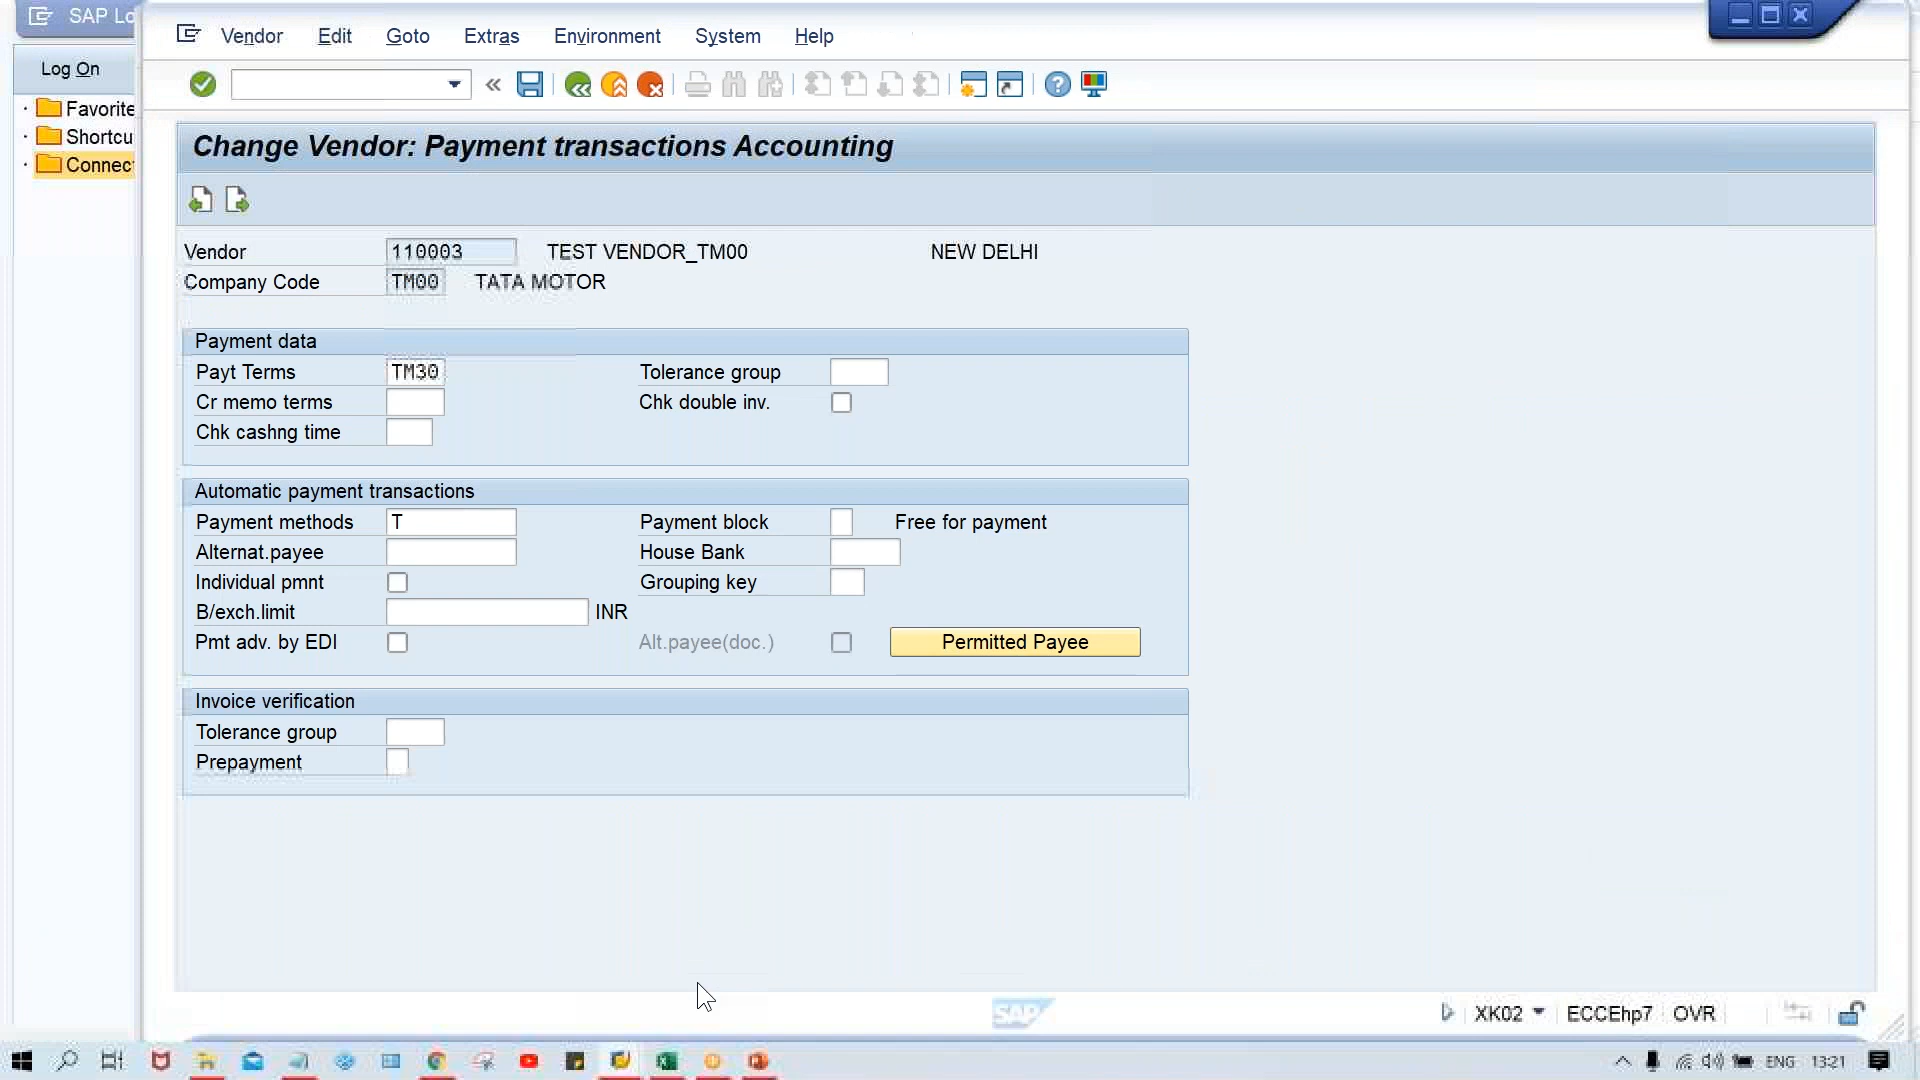 SAP Lo
Vendor Edit Goto Extras Environment System Help
Log On
Favorite
Shortcu
Connect
Change Vendor: Payment transactions Accounting
Vendor 110003 TEST VENDOR_TM00 NEW DELHI
Company Code TM00 TATA MOTOR
Payment data
Payt Terms TM30 Tolerance group
Cr memo terms Chk double inv.
Chk cashng time
Automatic payment transactions
Payment methods T Payment block Free for payment
Alternat.payee House Bank
Individual pmnt Grouping key
B/exch.limit INR
Pmt adv. by EDI Alt.payee(doc.) Permitted Payee
Invoice verification
Tolerance group
Prepayment
SAP XK02 ECCEhp7 OVR
ENG 13:21